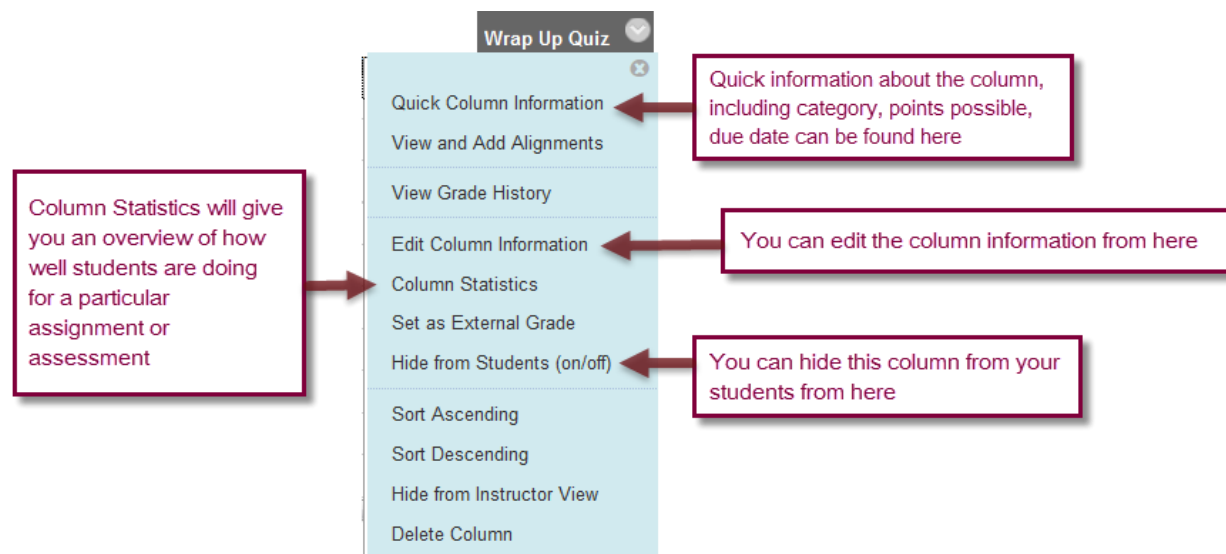 Wrap Up Quiz
Quick Column Information
View and Add Alignments
View Grade History
Edit Column Information
Column Statistics
Set as External Grade
Hide from Students (on/off)
Sort Ascending
Sort Descending
Hide from Instructor View
Delete Column
Quick information about the column,
including category, points possible,
due date can be found here
Column Statistics will give
you an overview of how
well students are doing
for a particular
assignment or
assessment
You can edit the column information from here
You can hide this column from your
students from here